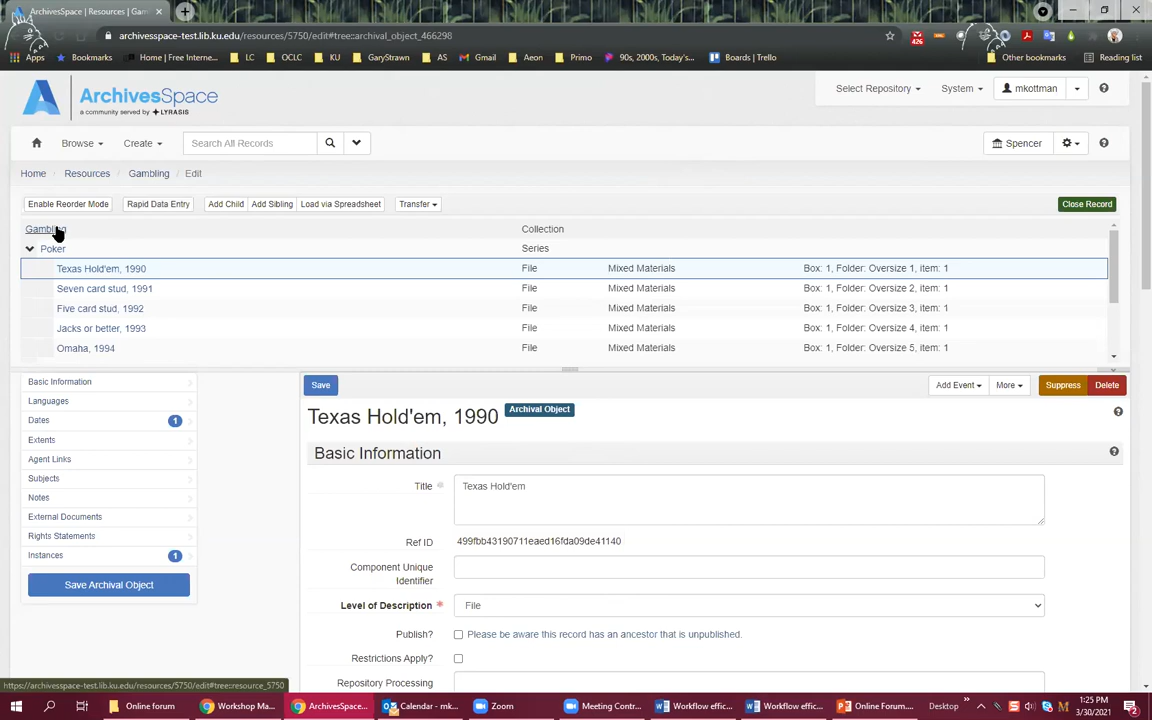 ArchivesSpace | Resources | Gam
archivesspace-test.lib.ku.edu/resources/5750/edit#tree::archival_object_466298
426
Apps Bookmarks Home | Free Interne... LC OCLC KU GaryStrawn AS Gmail Aeon Primo 90s, 2000s, Today's... Boards | Trello Other bookmarks Reading list
ArchivesSpace
a community served by LYRASIS
Select Repository System mkottman
Browse Create Search All Records Spencer
Home Resources Gambling Edit
Enable Reorder Mode Rapid Data Entry Add Child Add Sibling Load via Spreadsheet Transfer Close Record
Gambling Collection
Poker Series
Texas Hold'em, 1990 File Mixed Materials Box: 1, Folder: Oversize 1, item: 1
Seven card stud, 1991 File Mixed Materials Box: 1, Folder: Oversize 2, item: 1
Five card stud, 1992 File Mixed Materials Box: 1, Folder: Oversize 3, item: 1
Jacks or better, 1993 File Mixed Materials Box: 1, Folder: Oversize 4, item: 1
Omaha, 1994 File Mixed Materials Box: 1, Folder: Oversize 5, item: 1
Basic Information
Languages
Dates 1
Extents
Agent Links
Subjects
Notes
External Documents
Rights Statements
Instances 1
Save Archival Object
Save Add Event More Suppress Delete
Texas Hold'em, 1990 Archival Object
Basic Information
Title Texas Hold'em
Ref ID 499fbb43190711eaed16fda09de41140
Component Unique Identifier
Level of Description * File
Publish? Please be aware this record has an ancestor that is unpublished.
Restrictions Apply?
Repository Processing
https://archivesspace-test.lib.ku.edu/resources/5750/edit#tree::resource_5750
Online forum Workshop Ma... ArchivesSpace... Calendar - mk... Zoom Meeting Contr... Workflow effic... Workflow effic... Online Forum.... Desktop
1:25 PM
3/30/2021
2